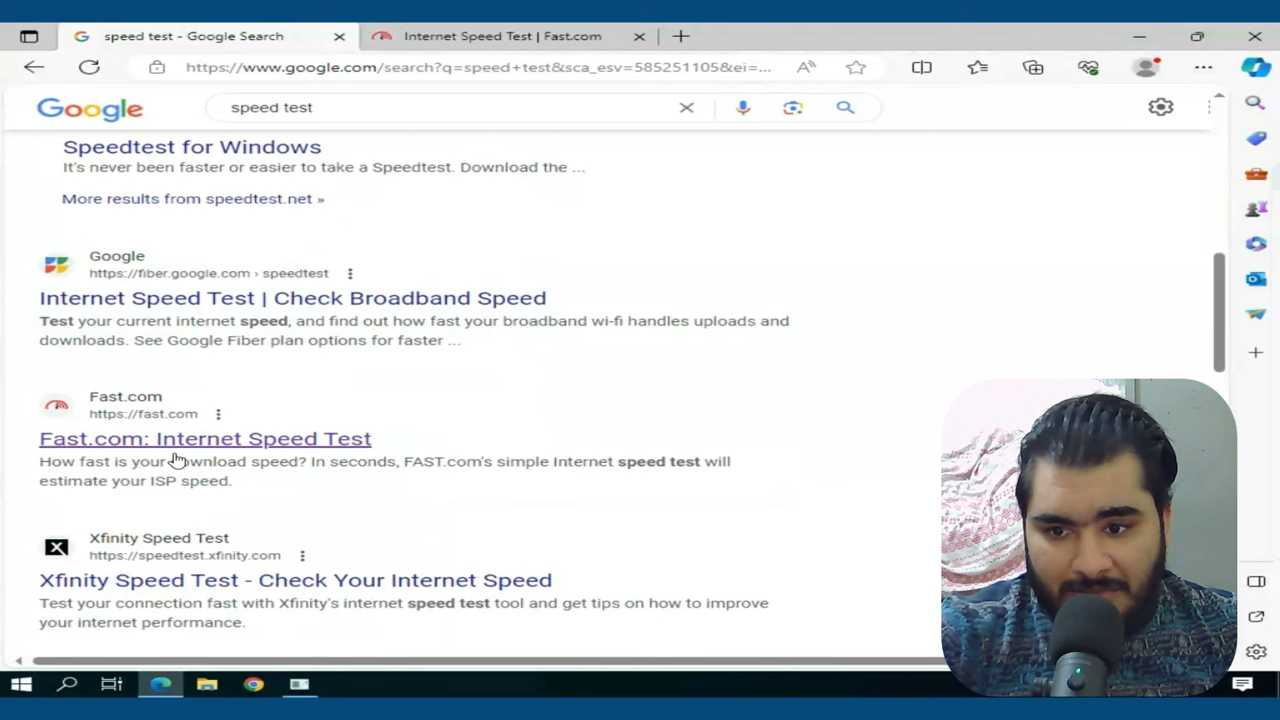 speed test - Google Search
Internet Speed Test | Fast.com
https://www.google.com/search?q=speed+test&sca_esv=585251105&ei=...
Google
speed test
Speedtest for Windows
It's never been faster or easier to take a Speedtest. Download the ...
More results from speedtest.net »
Google
https://fiber.google.com › speedtest
Internet Speed Test | Check Broadband Speed
Test your current internet speed, and find out how fast your broadband wi-fi handles uploads and
downloads. See Google Fiber plan options for faster ...
Fast.com
https://fast.com
Fast.com: Internet Speed Test
How fast is your download speed? In seconds, FAST.com's simple Internet speed test will
estimate your ISP speed.
Xfinity Speed Test
https://speedtest.xfinity.com
Xfinity Speed Test - Check Your Internet Speed
Test your connection fast with Xfinity's internet speed test tool and get tips on how to improve
your internet performance.